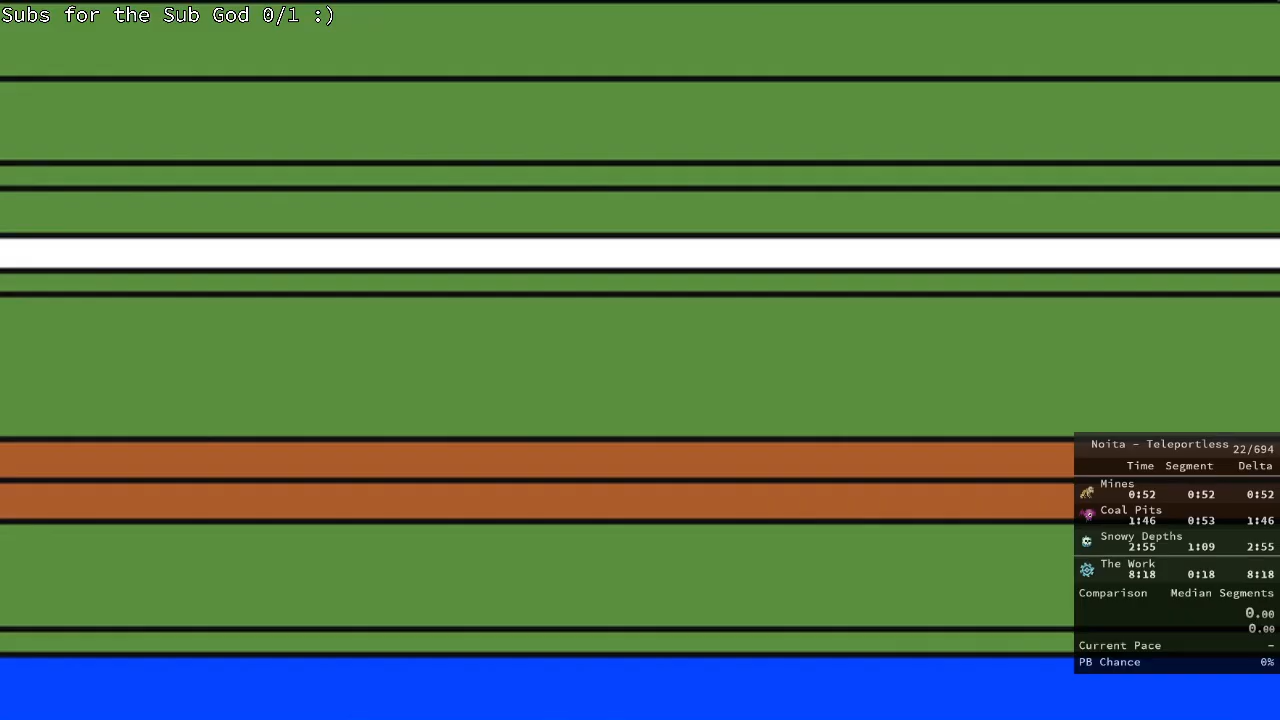 Subs for the Sub God 0/1 :)
Noita - Teleportless 22/694
Time Segment Delta
Mines
0:52 0:52 0:52
Coal Pits
1:46 0:53 1:46
Snowy Depths
2:55 1:09 2:55
The Work
8:18 0:18 8:18
Comparison Median Segments
0.00
0.00
Current Pace -
PB Chance 0%